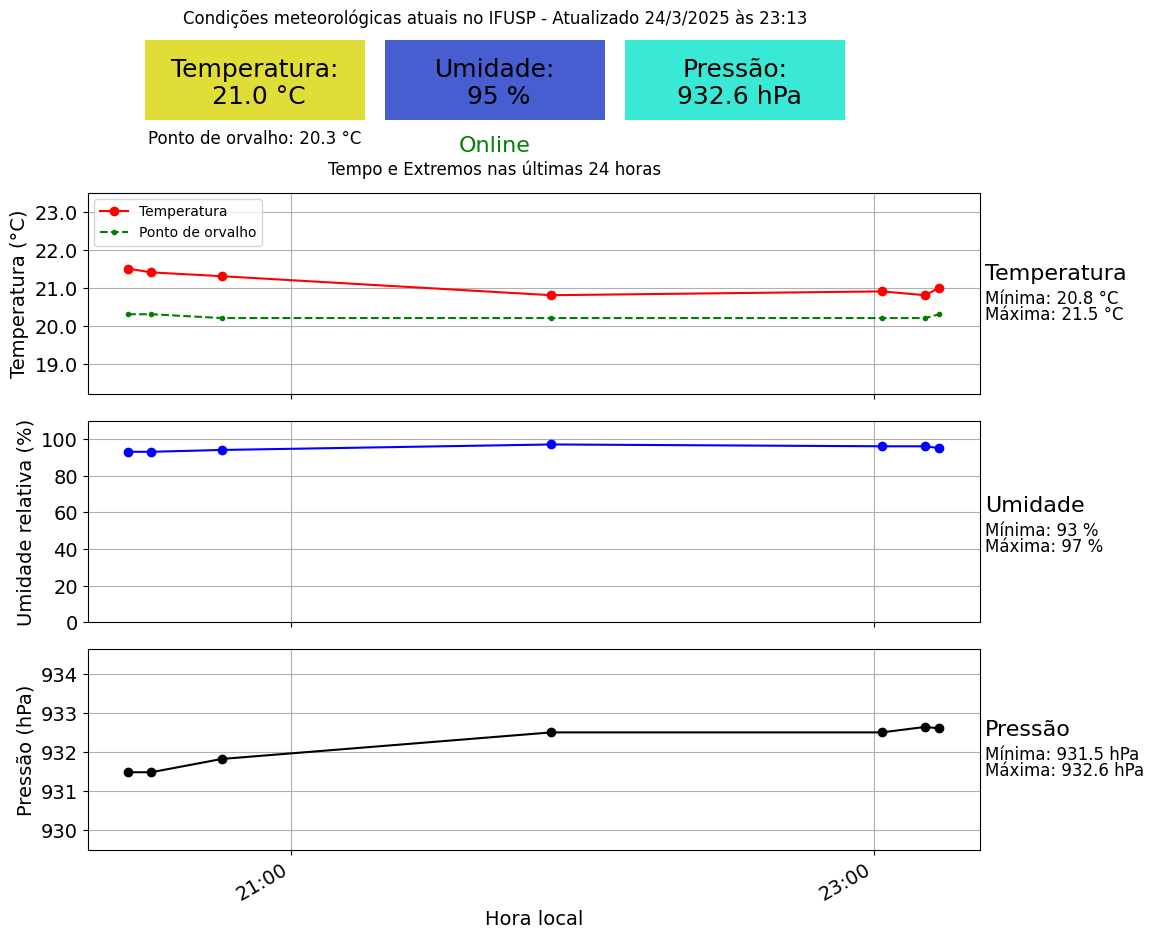 Condições meteorológicas atuais no IFUSP - Atualizado 24/3/2025 às 23:13
Temperatura:
21.0 °C
Umidade:
95 %
Pressão:
932.6 hPa
Ponto de orvalho: 20.3 °C
Online
Tempo e Extremos nas últimas 24 horas
Temperatura (°C)
23.0
22.0
21.0
20.0
19.0
Temperatura
Ponto de orvalho
Temperatura
Mínima: 20.8 °C
Máxima: 21.5 °C
Umidade relativa (%)
100
80
60
40
20
0
Umidade
Mínima: 93 %
Máxima: 97 %
Pressão (hPa)
934
933
932
931
930
Pressão
Mínima: 931.5 hPa
Máxima: 932.6 hPa
21:00
23:00
Hora local